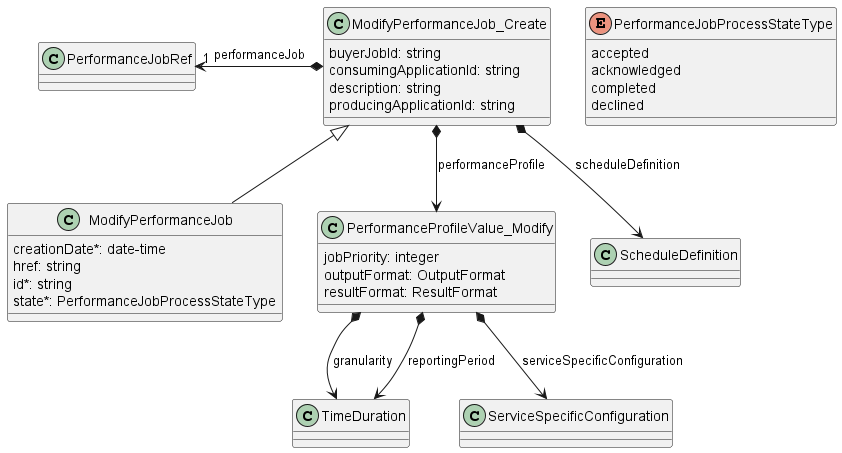 C ModifyPerformanceJob_Create
buyerJobId: string
consumingApplicationId: string
description: string
producingApplicationId: string
E PerformanceJobProcessStateType
accepted
acknowledged
completed
declined
C PerformanceJobRef
1 performanceJob
performanceProfile
scheduleDefinition
C ModifyPerformanceJob
creationDate*: date-time
href: string
id*: string
state*: PerformanceJobProcessStateType
C PerformanceProfileValue_Modify
jobPriority: integer
outputFormat: OutputFormat
resultFormat: ResultFormat
C ScheduleDefinition
granularity
reportingPeriod
serviceSpecificConfiguration
C TimeDuration
C ServiceSpecificConfiguration